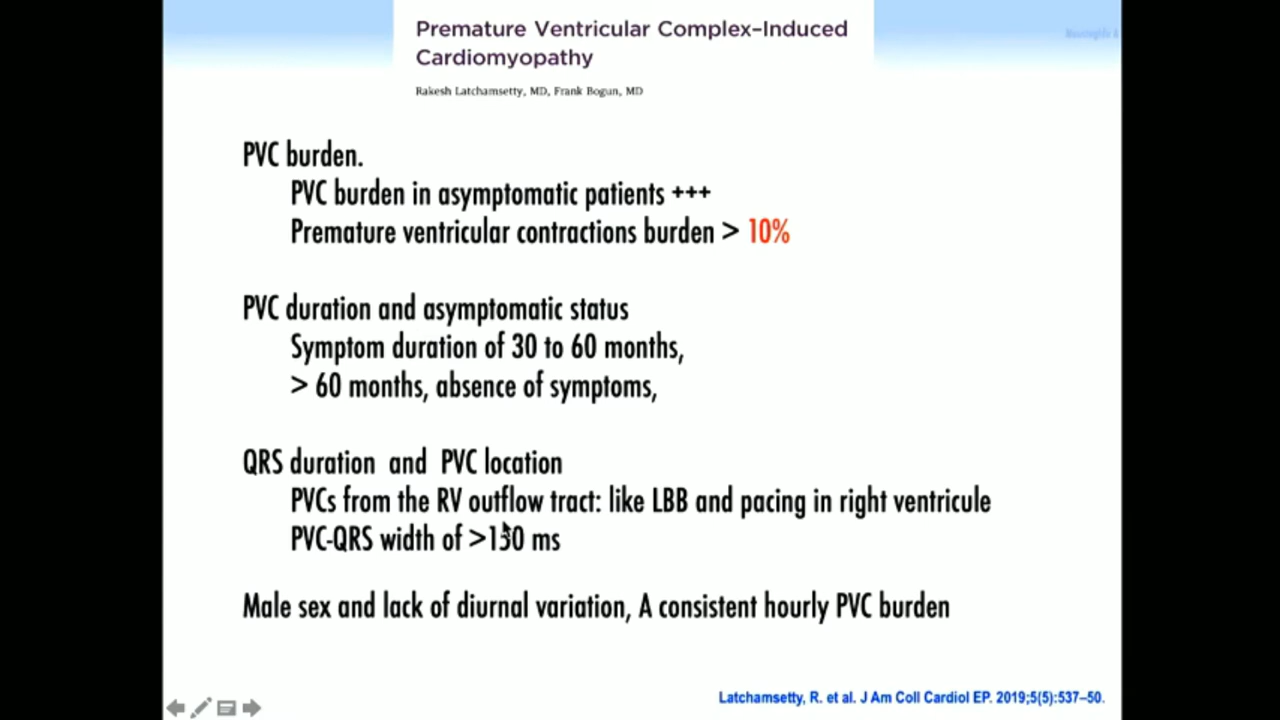 Premature Ventricular Complex–Induced
Cardiomyopathy
Rakesh Latchamsetty, MD, Frank Bogun, MD
PVC burden.
PVC burden in asymptomatic patients +++
Premature ventricular contractions burden > 10%
PVC duration and asymptomatic status
Symptom duration of 30 to 60 months,
> 60 months, absence of symptoms,
QRS duration and PVC location
PVCs from the RV outflow tract: like LBB and pacing in right ventricule
PVC-QRS width of ms
Male sex and lack of diurnal variation, A consistent hourly PVC burden
Latchamsetty, R. et al. J Am Coll Cardiol EP. 2019;5(5):537–50.